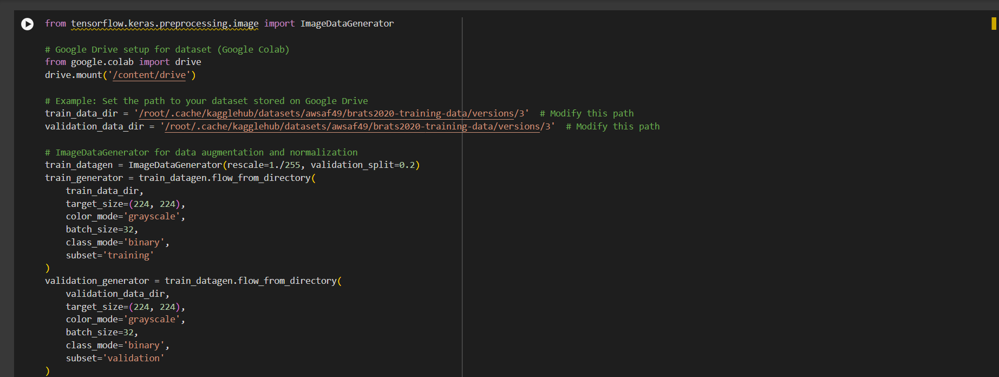 from tensorflow.keras.preprocessing.image import ImageDataGenerator
# Google Drive setup for dataset (Google Colab)
from google.colab import drive
drive.mount('/content/drive')
# Example: Set the path to your dataset stored on Google Drive
train_data_dir = '/root/.cache/kagglehub/datasets/awsaf49/brats2020-training-data/versions/3'  # Modify this path
validation_data_dir = '/root/.cache/kagglehub/datasets/awsaf49/brats2020-training-data/versions/3'  # Modify this path
# ImageDataGenerator for data augmentation and normalization
train_datagen = ImageDataGenerator(rescale=1./255, validation_split=0.2)
train_generator = train_datagen.flow_from_directory(
    train_data_dir,
    target_size=(224, 224),
    color_mode='grayscale',
    batch_size=32,
    class_mode='binary',
    subset='training'
)
validation_generator = train_datagen.flow_from_directory(
    validation_data_dir,
    target_size=(224, 224),
    color_mode='grayscale',
    batch_size=32,
    class_mode='binary',
    subset='validation'
)